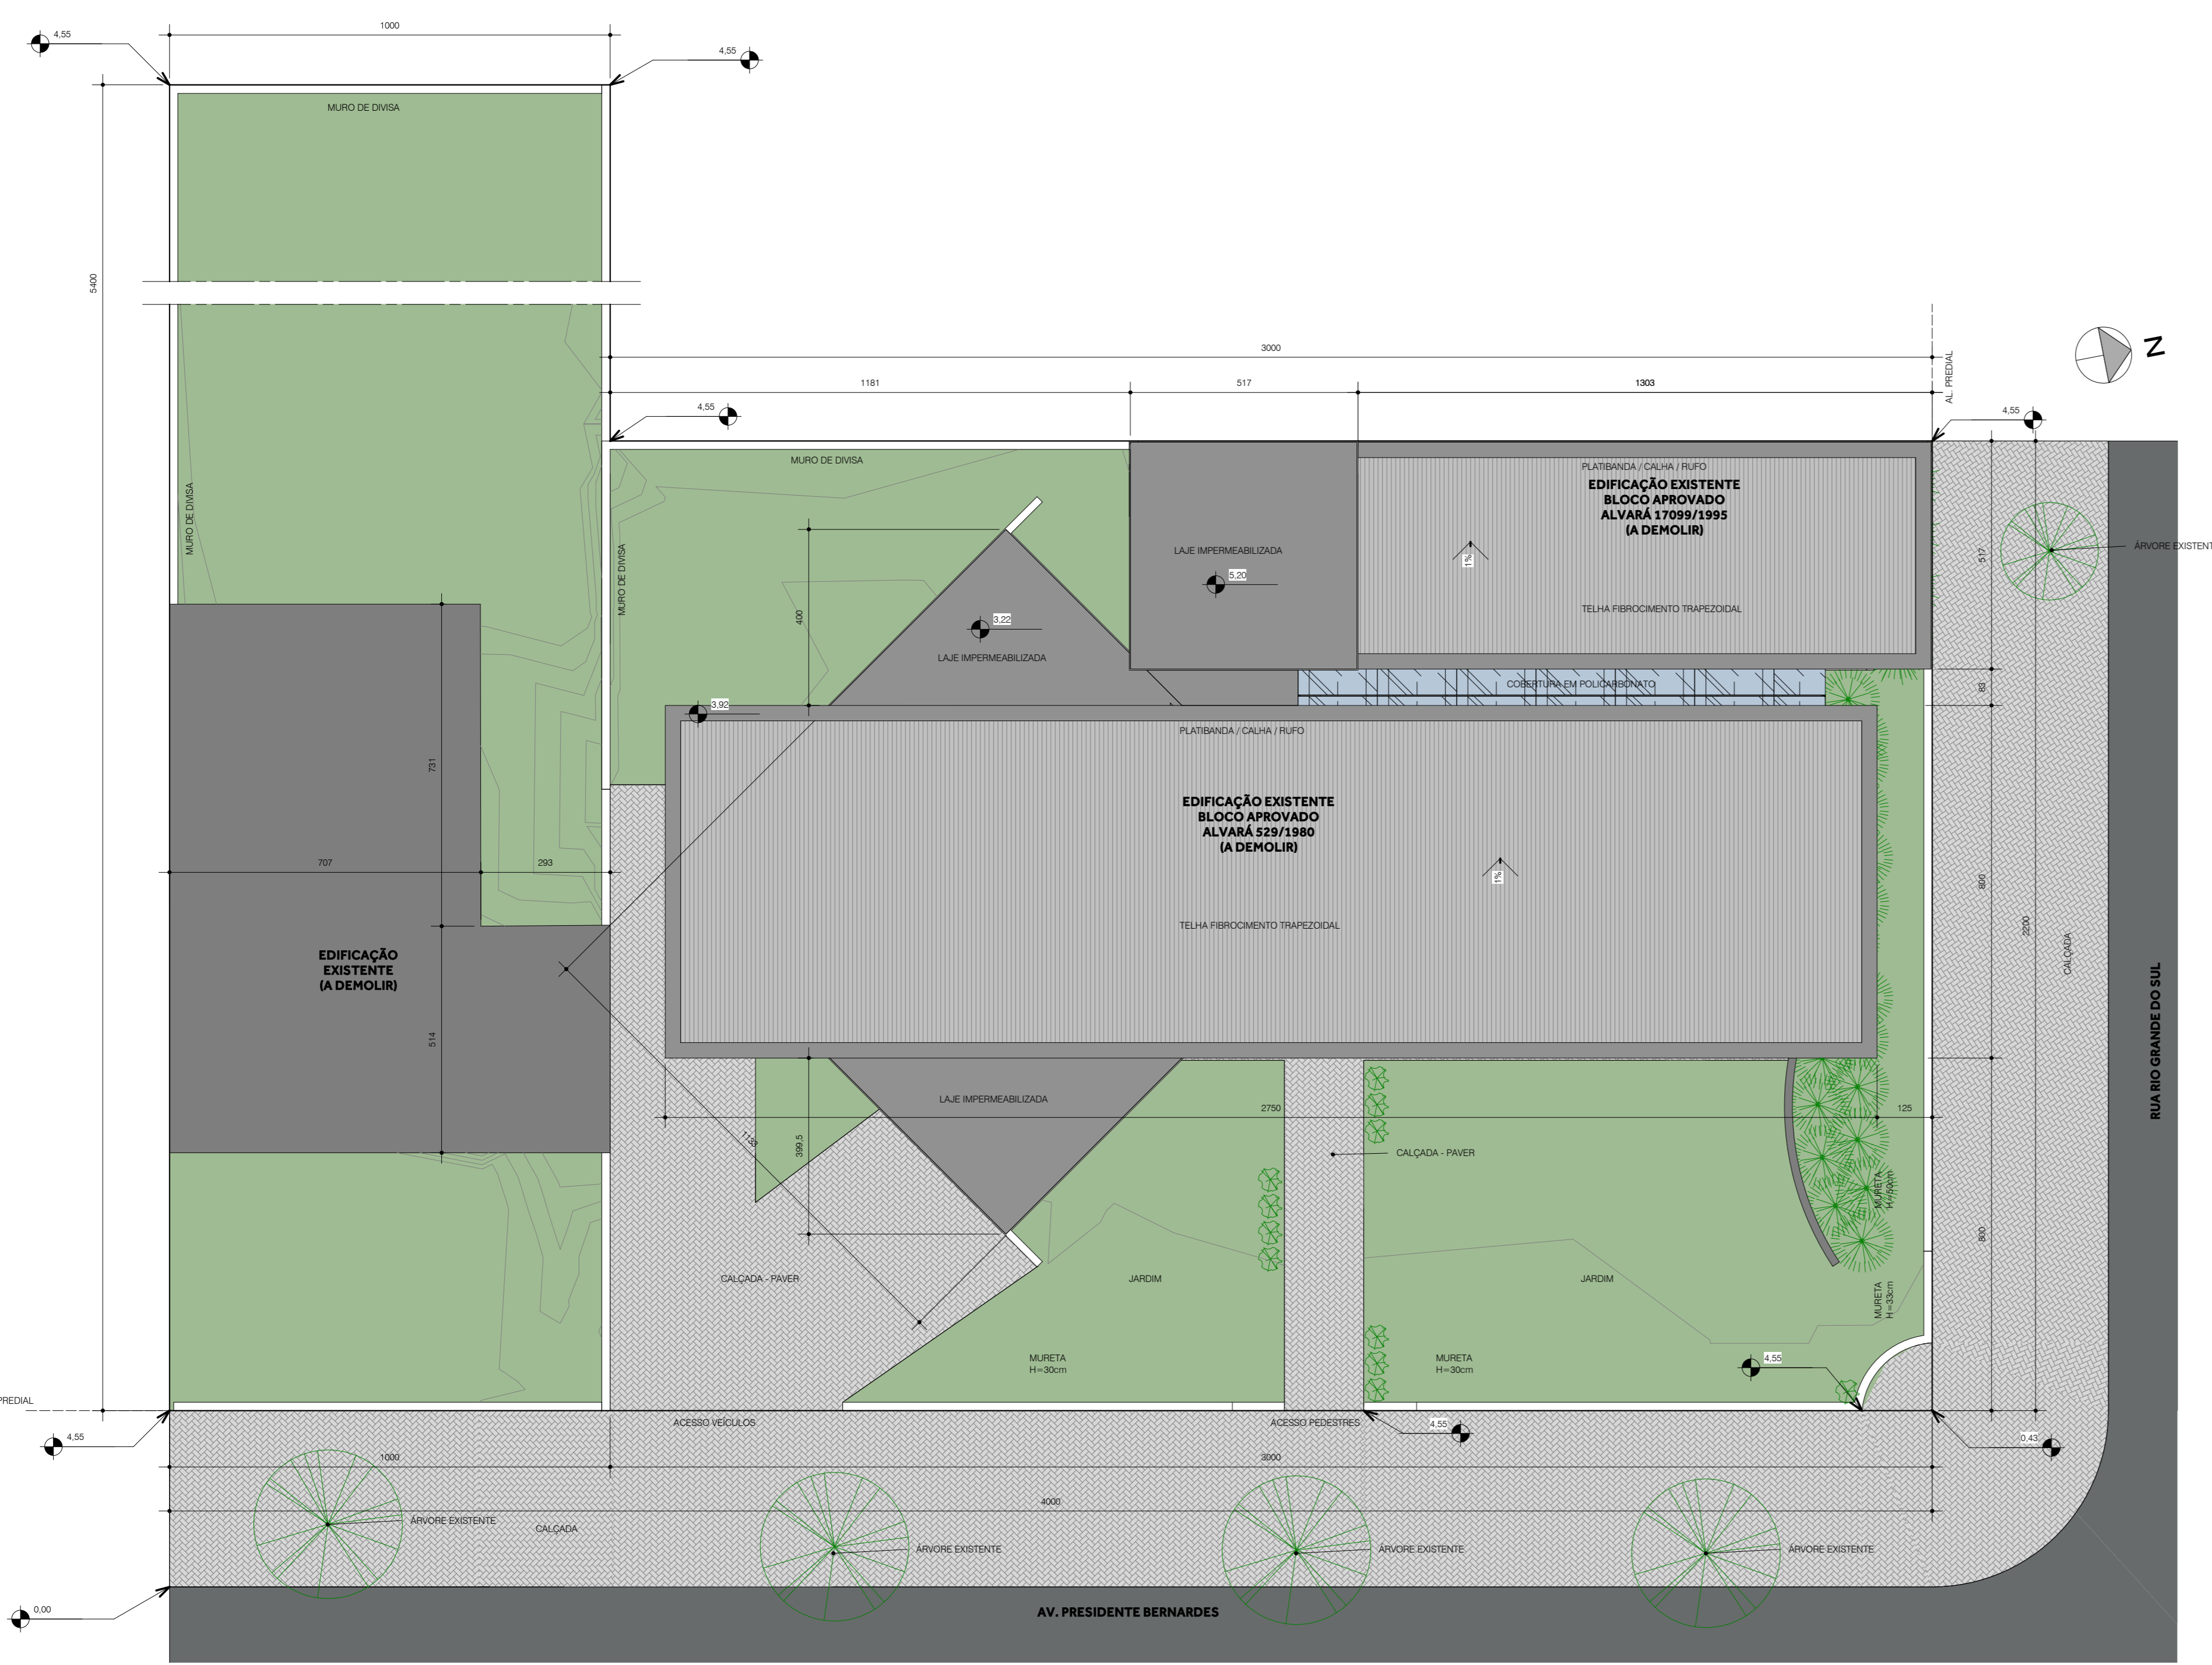 1000
4,55
4,55
MURO DE DIVISA
5400
3000
AL. PREDIAL
N
1181
517
1303
4,55
4,55
MURO DE DIVISA
MURO DE DIVISA
MURO DE DIVISA
PLATIBANDA / CALHA / RUFO
EDIFICAÇÃO EXISTENTE
BLOCO APROVADO
ALVARÁ 17099/1995
(A DEMOLIR)
LAJE IMPERMEABILIZADA
5,20
1%
TELHA FIBROCIMENTO TRAPEZOIDAL
517
ÁRVORE EXISTENT
400
3,22
LAJE IMPERMEABILIZADA
COBERTURA EM POLICARBONATO
83
3,92
PLATIBANDA / CALHA / RUFO
731
EDIFICAÇÃO EXISTENTE
BLOCO APROVADO
ALVARÁ 529/1980
(A DEMOLIR)
707
293
1%
800
TELHA FIBROCIMENTO TRAPEZOIDAL
2200
CALÇADA
EDIFICAÇÃO
EXISTENTE
(A DEMOLIR)
514
RUA RIO GRANDE DO SUL
LAJE IMPERMEABILIZADA
2750
125
1133
399,5
CALÇADA - PAVER
MURETA
H=50cm
800
CALÇADA - PAVER
JARDIM
JARDIM
MURETA
H=33cm
MURETA
H=30cm
MURETA
H=30cm
4,55
PREDIAL
ACESSO VEÍCULOS
ACESSO PEDESTRES
4,55
4,55
0.43
1000
3000
4000
ÁRVORE EXISTENTE
CALÇADA
ÁRVORE EXISTENTE
ÁRVORE EXISTENTE
ÁRVORE EXISTENTE
0,00
AV. PRESIDENTE BERNARDES